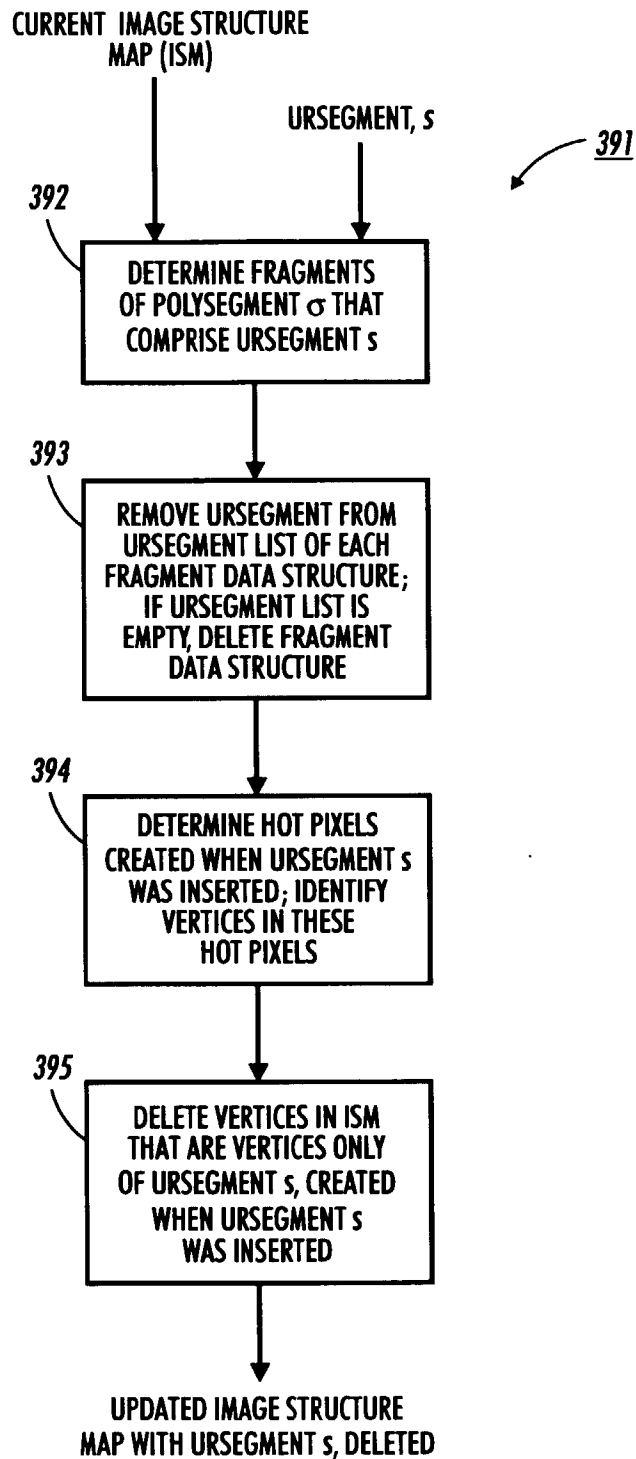 CURRENT IMAGE STRUCTURE
MAP (ISM)
URSEGMENT, s
391
392
DETERMINE FRAGMENTS
OF POLYSEGMENT σ THAT
COMPRISE URSEGMENT s
393
REMOVE URSEGMENT FROM
URSEGMENT LIST OF EACH
FRAGMENT DATA STRUCTURE;
IF URSEGMENT LIST IS
EMPTY, DELETE FRAGMENT
DATA STRUCTURE
394
DETERMINE HOT PIXELS
CREATED WHEN URSEGMENT s
WAS INSERTED; IDENTIFY
VERTICES IN THESE
HOT PIXELS
395
DELETE VERTICES IN ISM
THAT ARE VERTICES ONLY
OF URSEGMENT s, CREATED
WHEN URSEGMENT s
WAS INSERTED
UPDATED IMAGE STRUCTURE
MAP WITH URSEGMENT s, DELETED